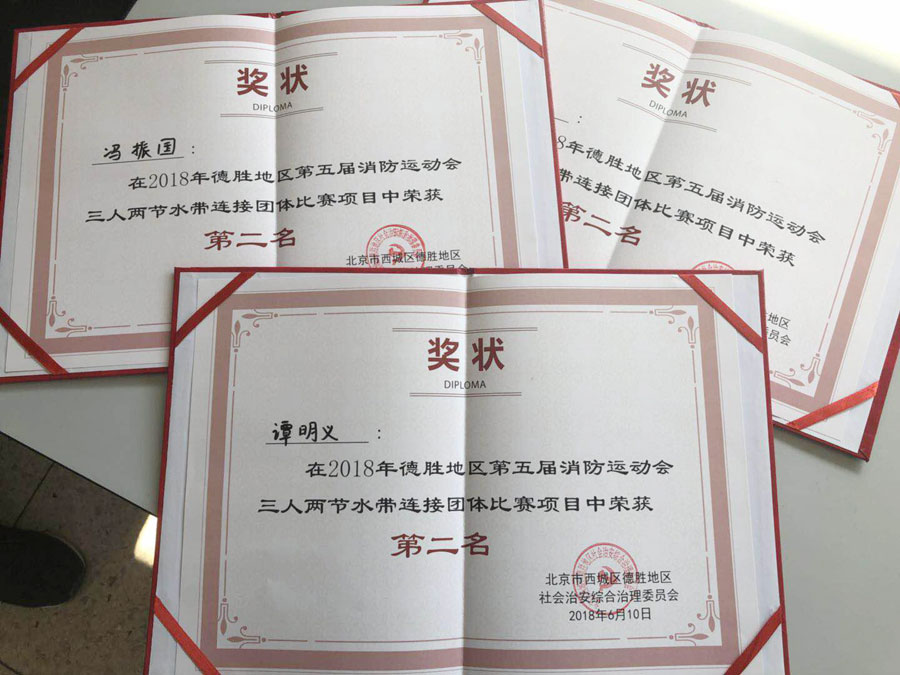 奖状
DIPLOMA
冯振国：
在2018年德胜地区第五届消防运动会
三人两节水带连接团体比赛项目中荣获
第二名
北京市西城区德胜地区
奖状
DIPLOMA
：
8年德胜地区第五届消防运动会
带连接团体比赛项目中荣获
第二名
地区
员会
奖状
DIPLOMA
谭明义：
在2018年德胜地区第五届消防运动会
三人两节水带连接团体比赛项目中荣获
第二名
北京市西城区德胜地区
社会治安综合治理委员会
2018年6月10日